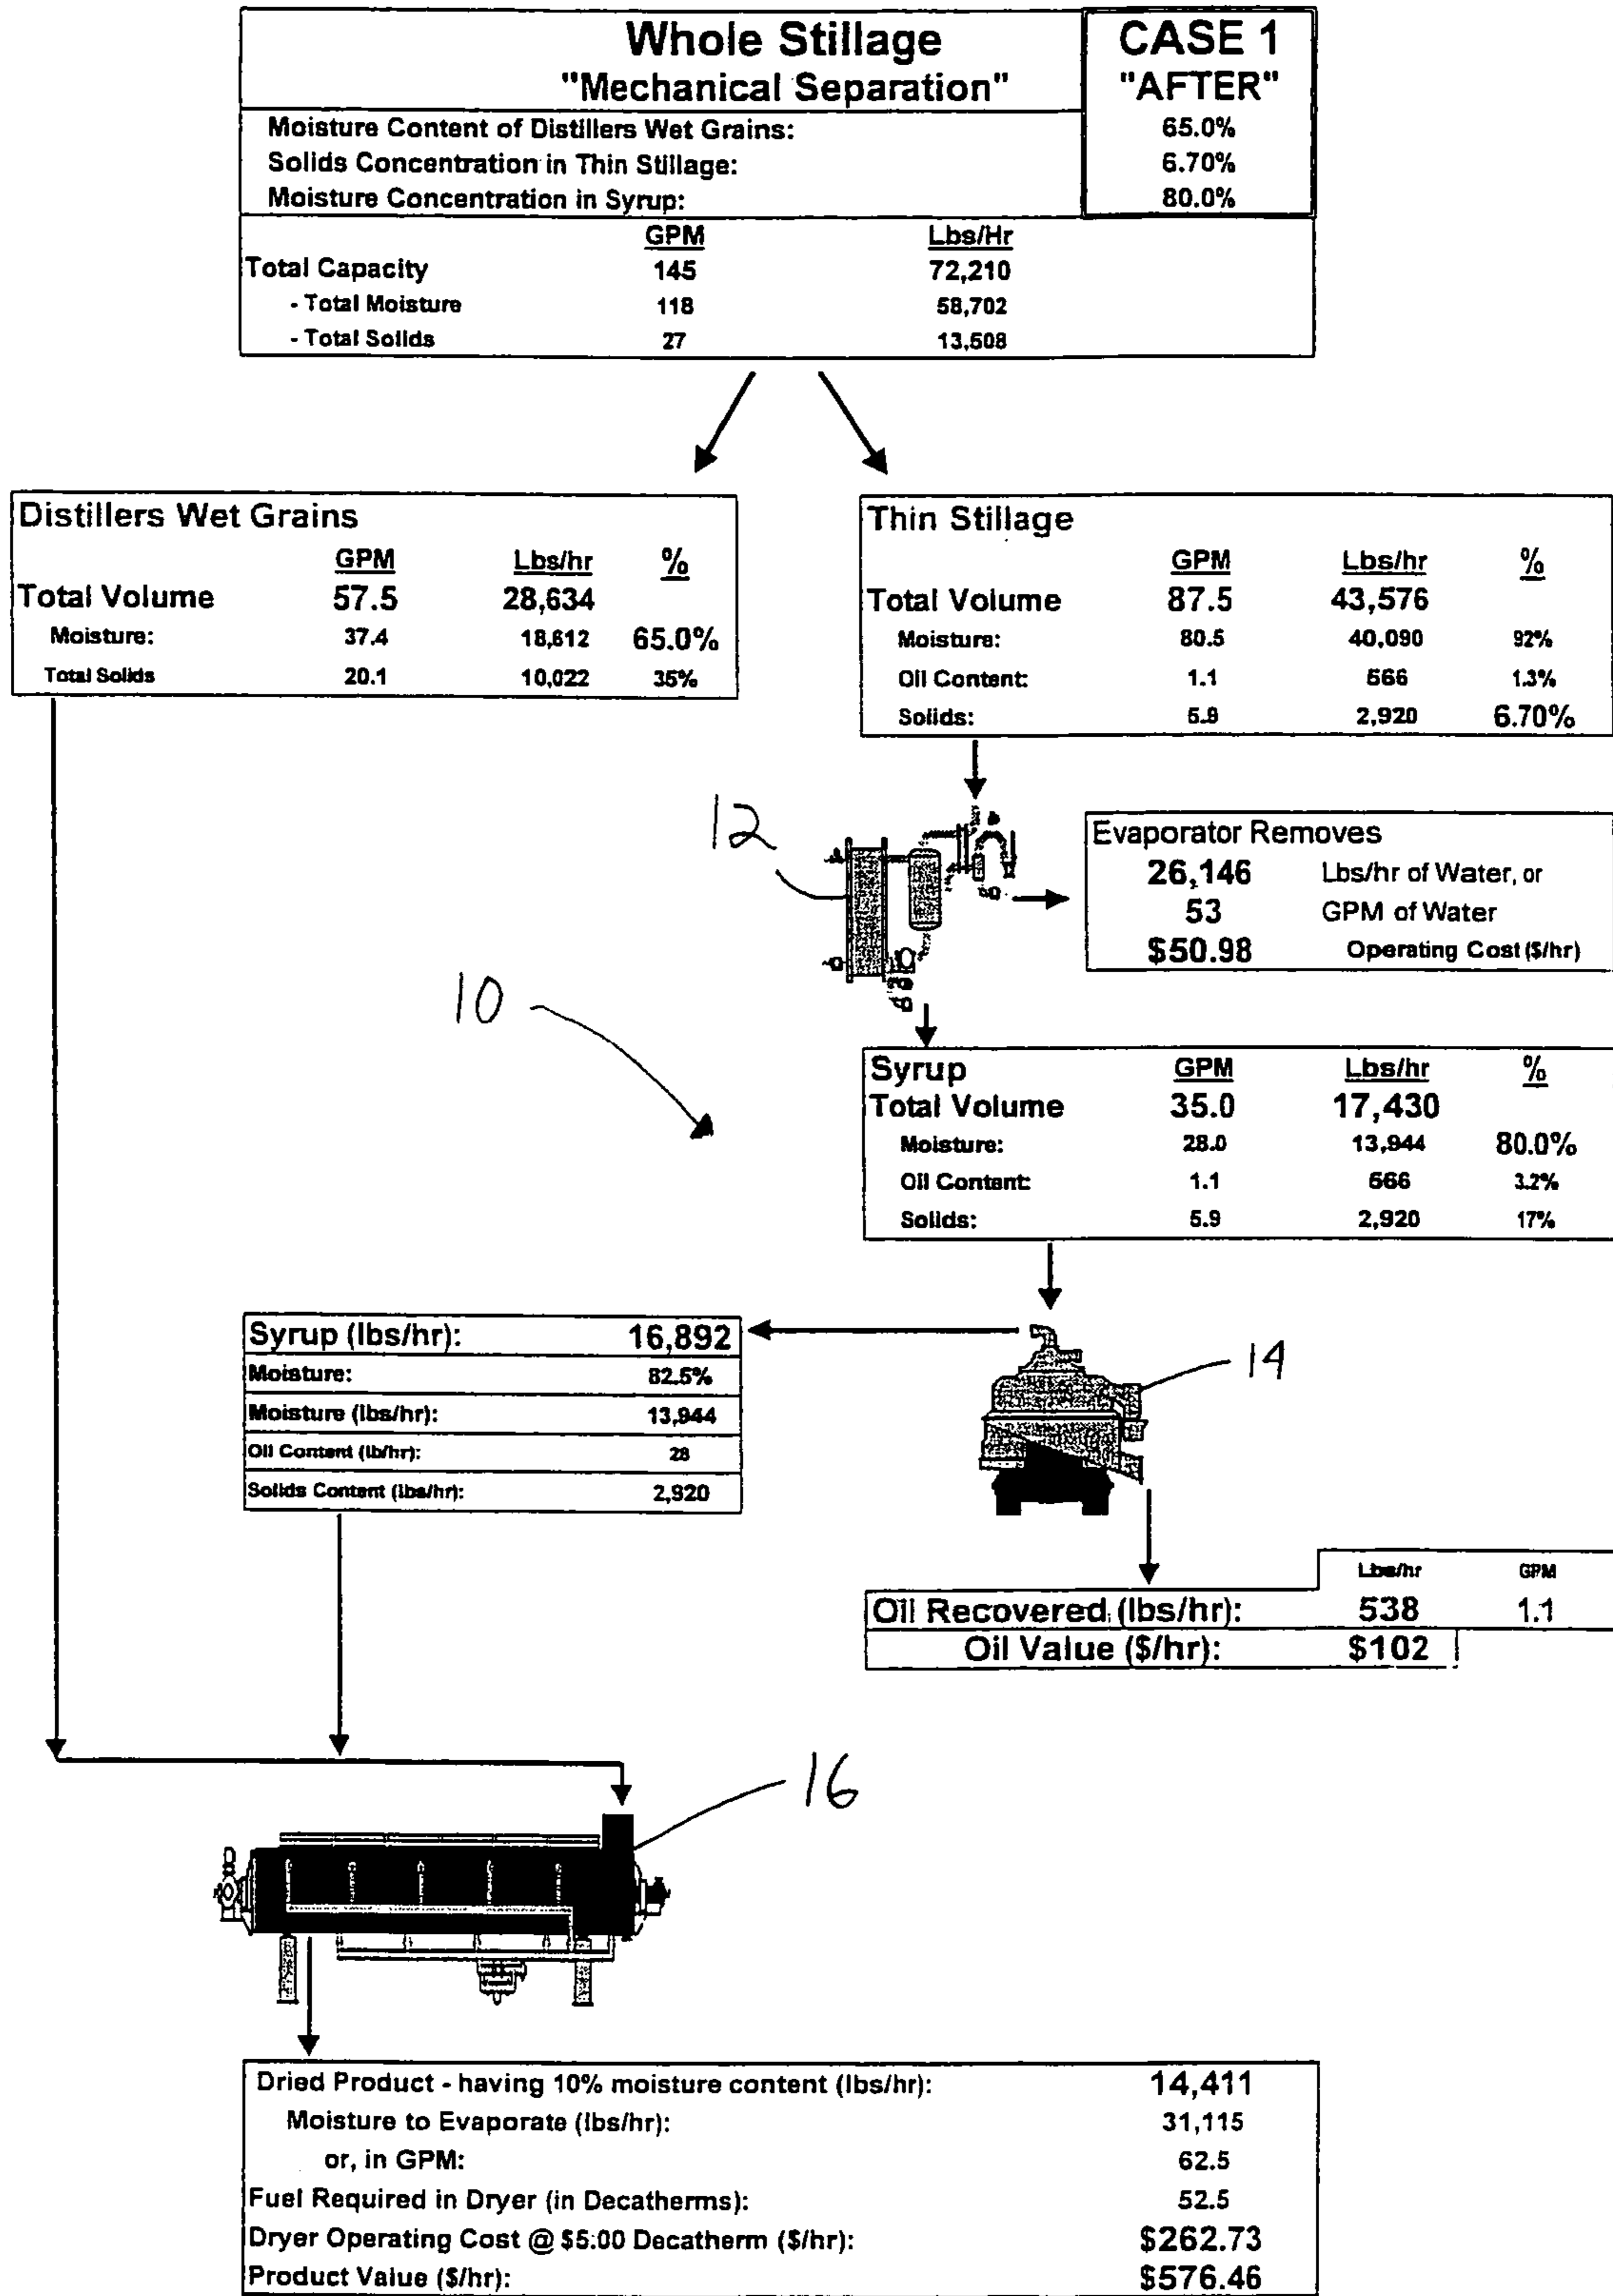 Whole Stillage
"Mechanical Separation"
CASE 1
"AFTER"
Moisture Content of Distillers Wet Grains: 65.0%
Solids Concentration in Thin Stillage: 6.70%
Moisture Concentration in Syrup: 80.0%
GPM Lbs/Hr
Total Capacity 145 72,210
- Total Moisture 118 58,702
- Total Solids 27 13,508
Distillers Wet Grains
GPM Lbs/hr %
Total Volume 57.5 28,634
Moisture: 37.4 18,612 65.0%
Total Solids 20.1 10,022 35%
Thin Stillage
GPM Lbs/hr %
Total Volume 87.5 43,576
Moisture: 80.5 40,090 92%
Oil Content: 1.1 566 1.3%
Solids: 5.9 2,920 6.70%
12
Evaporator Removes
26,146 Lbs/hr of Water, or
53 GPM of Water
$50.98 Operating Cost ($/hr)
10
Syrup GPM Lbs/hr %
Total Volume 35.0 17,430
Moisture: 28.0 13,944 80.0%
Oil Content: 1.1 566 3.2%
Solids: 5.9 2,920 17%
Syrup (lbs/hr): 16,892
Moisture: 82.5%
Moisture (lbs/hr): 13,944
Oil Content (lb/hr): 28
Solids Content (lbs/hr): 2,920
14
Lbs/hr GPM
Oil Recovered (lbs/hr): 538 1.1
Oil Value ($/hr): $102
16
Dried Product - having 10% moisture content (lbs/hr): 14,411
Moisture to Evaporate (lbs/hr): 31,115
or, in GPM: 62.5
Fuel Required in Dryer (in Decatherms): 52.5
Dryer Operating Cost @ $5.00 Decatherm ($/hr): $262.73
Product Value ($/hr): $576.46